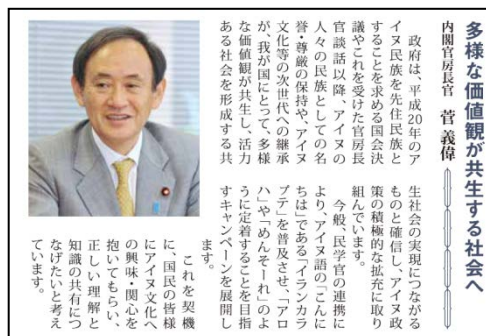 多様な価値観が共生する社会へ
内閣官房長官　菅 義偉
　政府は、平成20年のア
イヌ民族を先住民族と
することを求める国会決
議やこれを受けた官房長
官談話以降、アイヌの
人々の民族としての名
誉・尊厳の保持や、アイヌ
文化等の次世代への継承
が、我が国にとって、多様
な価値観が共生し、活力
ある社会を形成する共
生社会の実現につながる
ものと確信し、アイヌ政
策の積極的な拡充に取り
組んでいます。
　今般、民学官の連携に
より、アイヌ語の「こんに
ちは」である「イランカラ
プテ」を普及させ、「アロ
ハ」や「めんそーれ」のよ
うに定着することを目指
すキャンペーンを展開し
ます。
　これを契機
に、国民の皆様
にアイヌ文化へ
の興味・関心を
抱いてもらい、
正しい理解と
知識の共有につ
なげたいと考え
ています。